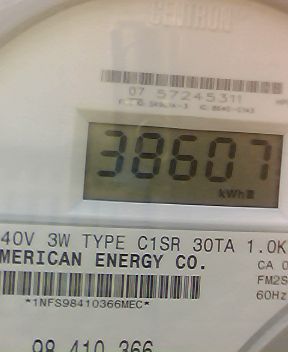 CENTRON
07 57245311
38607
kWh
40V 3W TYPE C1SR 30TA 1.0K
MERICAN ENERGY CO.
CA 0
FM2S
60Hz
*1NFS98410366MEC*
98 410 366